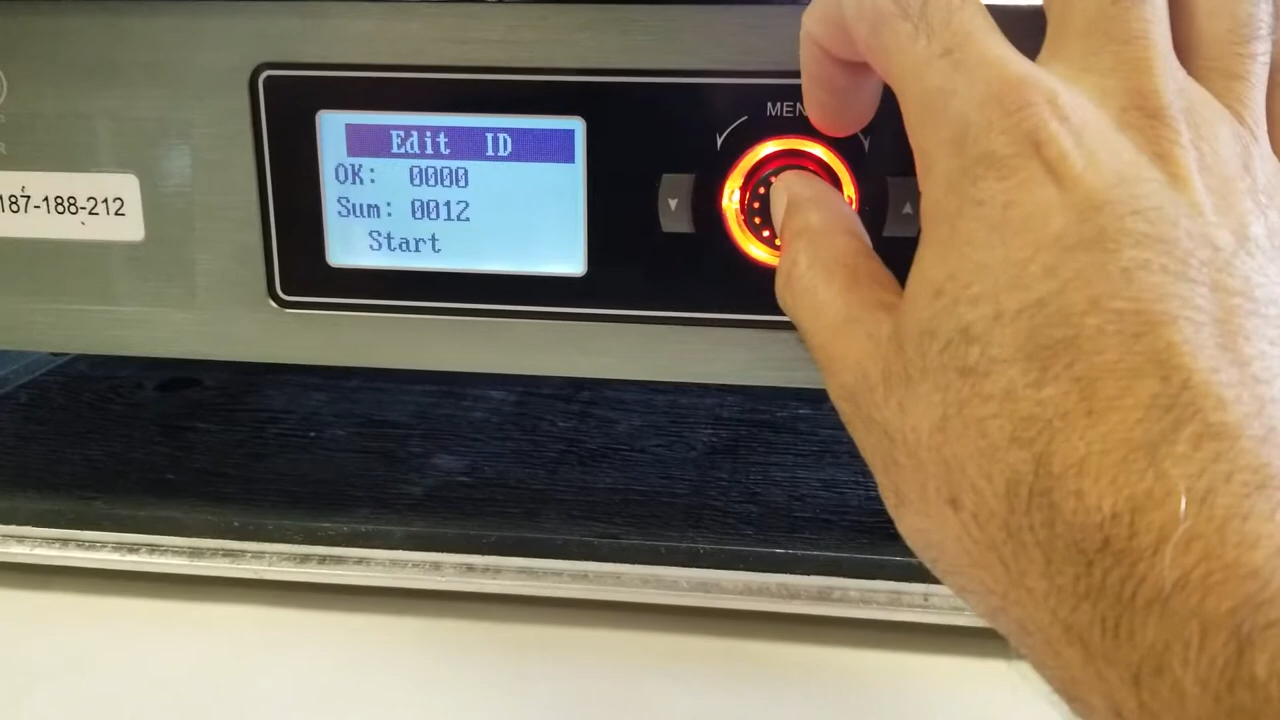 Edit ID
OK: 0000
Sum: 0012
Start
187-188-212
▼
▲